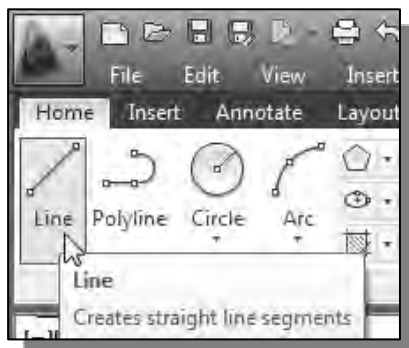 File Edit View Insert
Home Insert Annotate Layout
Line Polyline Circle Arc
Line
Creates straight line segments